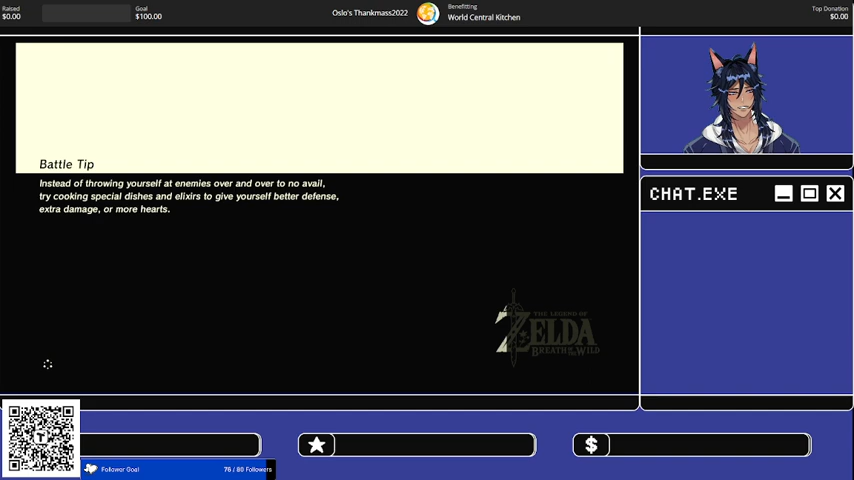 Raised
$0.00
Goal
$100.00
Oslo's Thankmass2022
Benefitting
World Central Kitchen
Top Donation
$0.00
Battle Tip
Instead of throwing yourself at enemies over and over to no avail,
try cooking special dishes and elixirs to give yourself better defense,
extra damage, or more hearts.
CHAT.EXE
THE LEGEND OF
ZELDA
BREATH OF THE WILD
$
Follower Goal
76 / 80 Followers